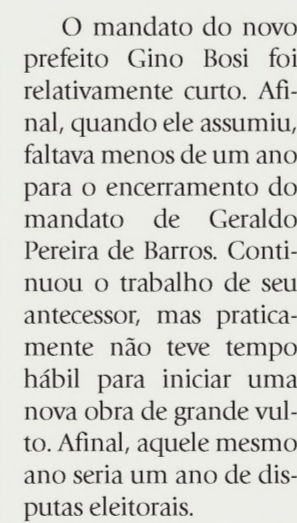 O mandato do novo
prefeito Gino Bosi foi
relativamente curto. Afi-
nal, quando ele assumiu,
faltava menos de um ano
para o encerramento do
mandato de Geraldo
Pereira de Barros. Conti-
nuou o trabalho de seu
antecessor, mas pratica-
mente não teve tempo
hábil para iniciar uma
nova obra de grande vul-
to. Afinal, aquele mesmo
ano seria um ano de dis-
putas eleitorais.